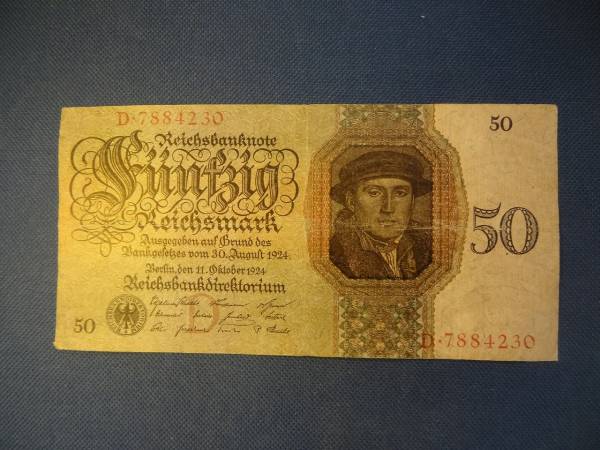 D·7884230
50
Reichsbanknote
Fünfzig
Reichsmark
Ausgegeben auf Grund des
Bankgesetzes vom 30. August 1924
Berlin, den 11. Oktober 1924
Reichsbankdirektorium
50
50
D·7884230